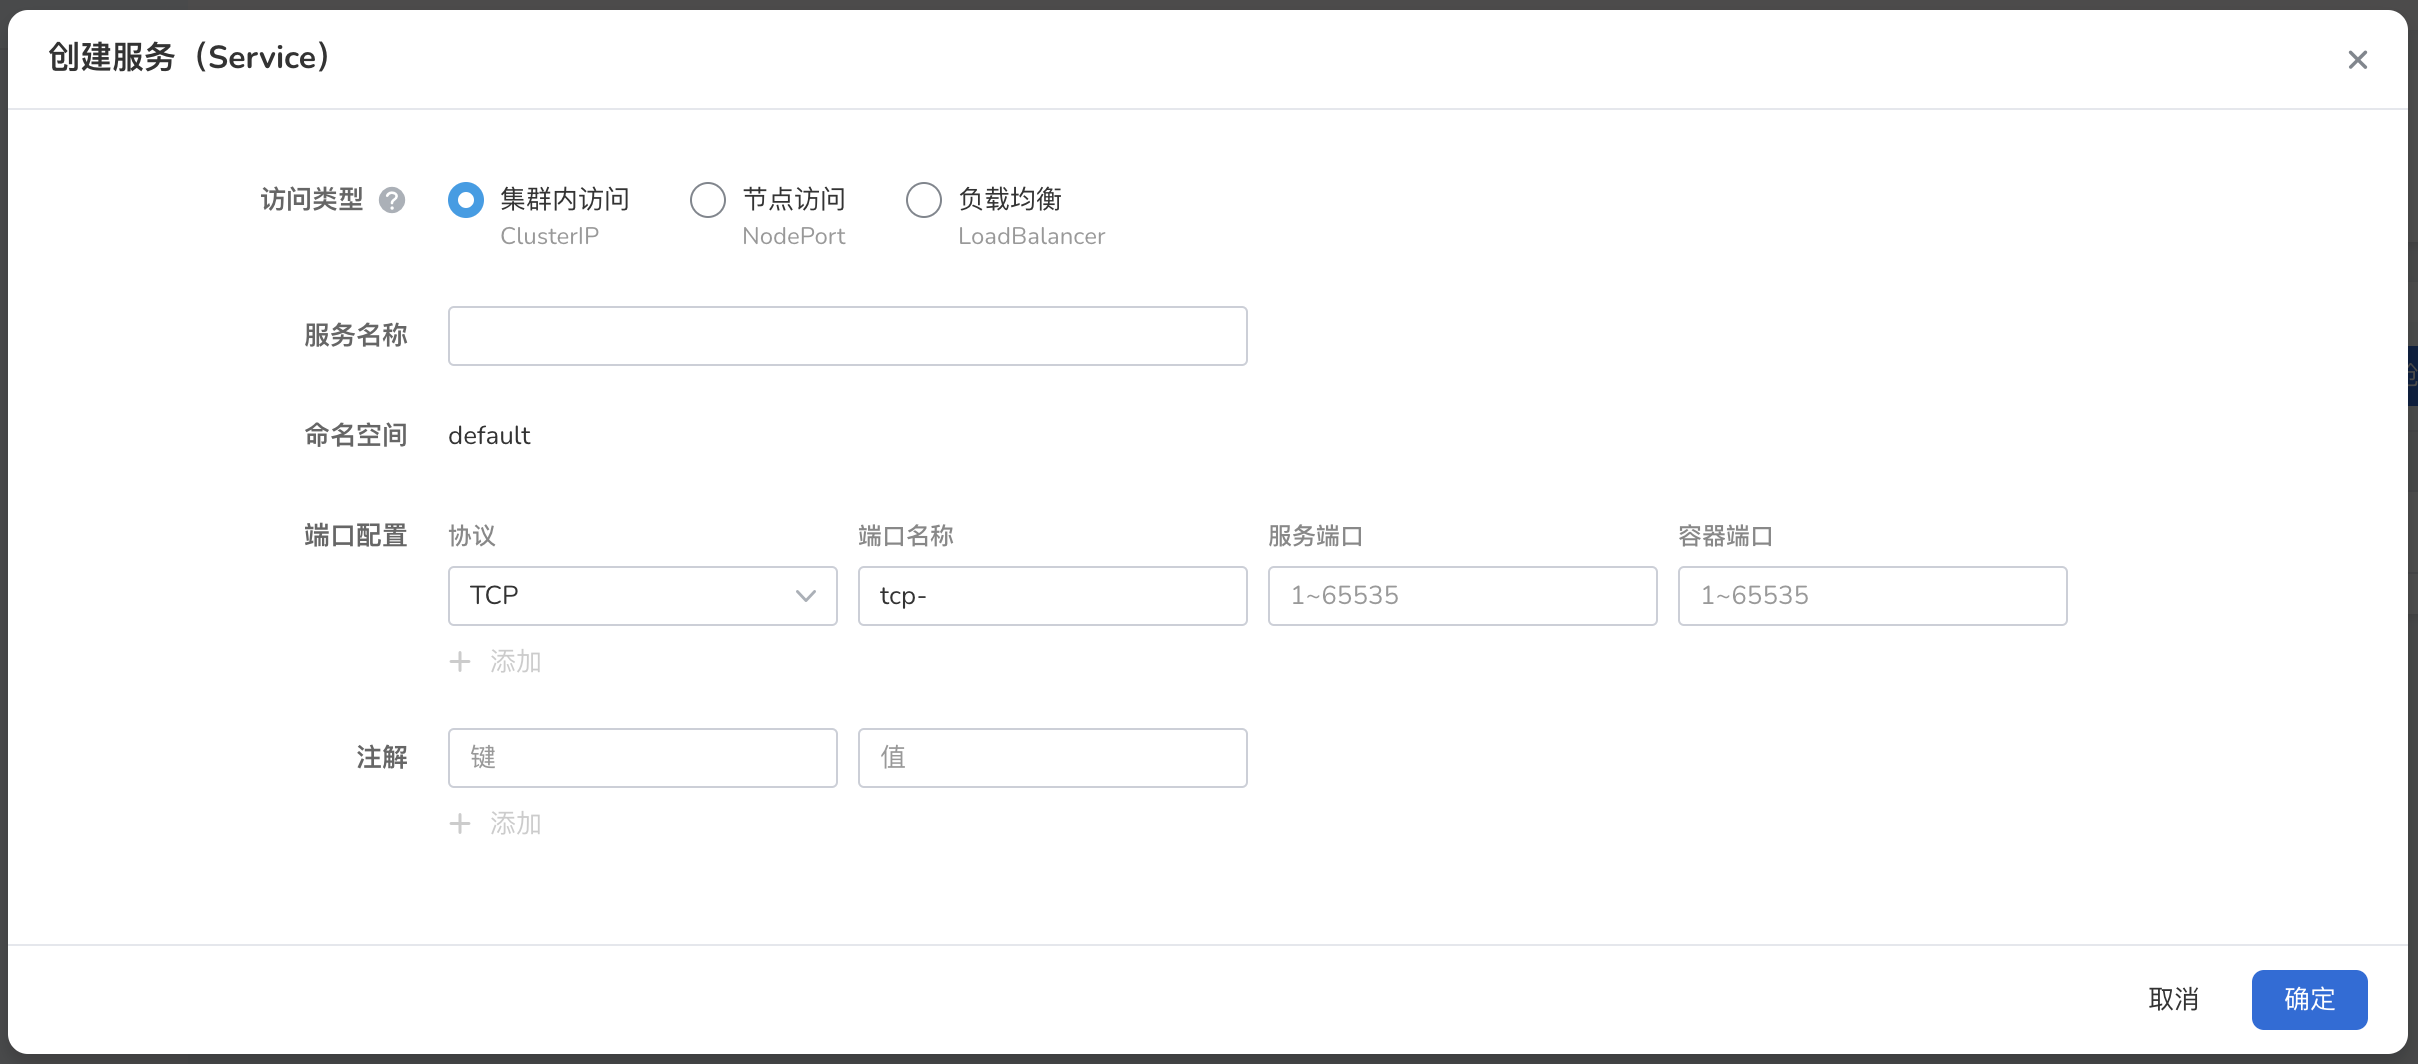 创建服务（Service）
访问类型 ?
集群内访问 节点访问 负载均衡
ClusterIP NodePort LoadBalancer
服务名称
命名空间 default
端口配置 协议 端口名称 服务端口 容器端口
TCP tcp- 1~65535 1~65535
+ 添加
注解 键 值
+ 添加
取消 确定